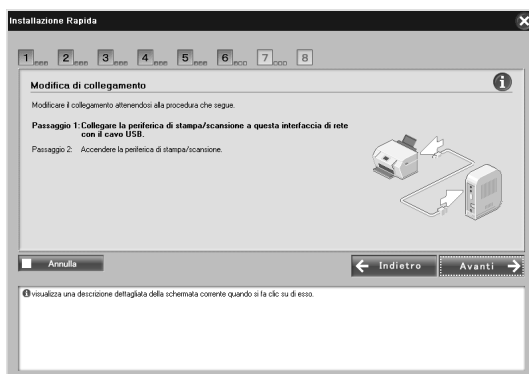 Installazione Rapida
1 2 3 4 5 6 7 8
Modifica di collegamento
Modificare il collegamento attenendosi alla procedura che segue.
Passaggio 1: Collegare la periferica di stampa/scansione a questa interfaccia di rete
con il cavo USB.
Passaggio 2: Accendere la periferica di stampa/scansione.
Annulla
Indietro
Avanti
visualizza una descrizione dettagliata della schermata corrente quando si fa clic su di esso.